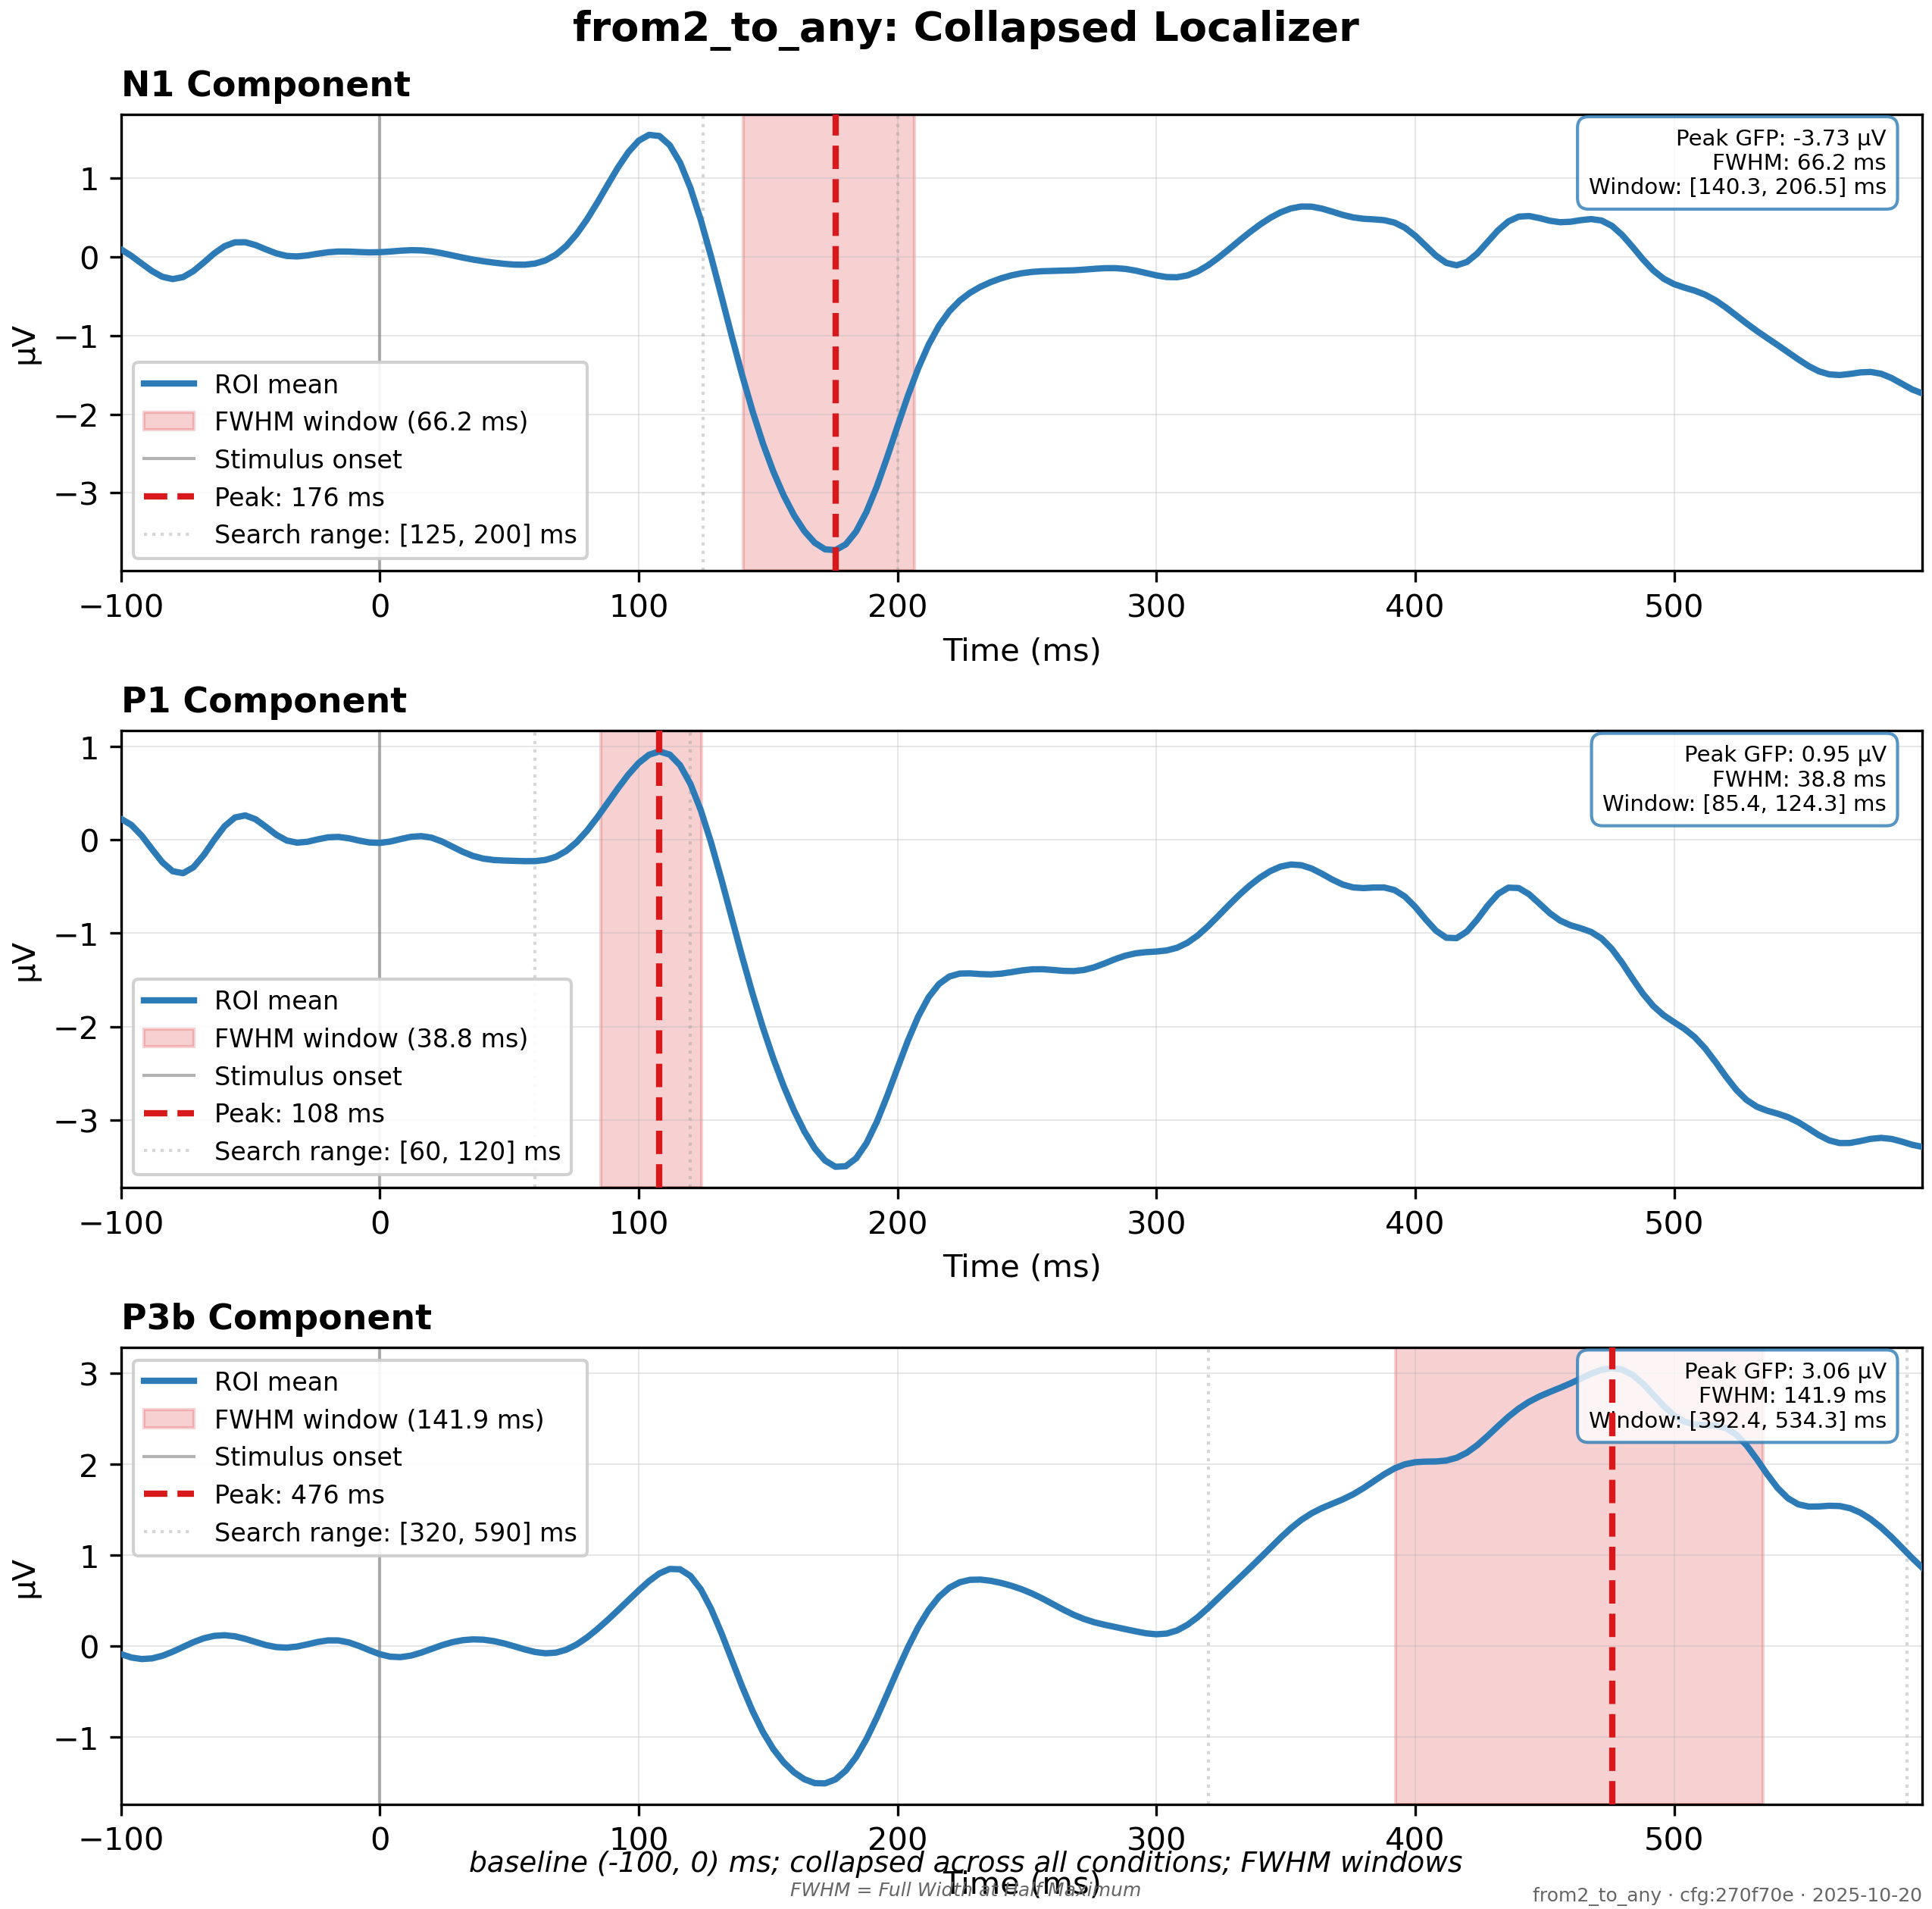 from2_to_any: Collapsed Localizer
N1 Component
Peak GFP: -3.73 µV
FWHM: 66.2 ms
Window: [140.3, 206.5] ms
1
0
−1
−2
−3
µV
ROI mean
FWHM window (66.2 ms)
Stimulus onset
Peak: 176 ms
Search range: [125, 200] ms
−100 0 100 200 300 400 500
Time (ms)
P1 Component
Peak GFP: 0.95 µV
FWHM: 38.8 ms
Window: [85.4, 124.3] ms
1
0
−1
−2
−3
µV
ROI mean
FWHM window (38.8 ms)
Stimulus onset
Peak: 108 ms
Search range: [60, 120] ms
−100 0 100 200 300 400 500
Time (ms)
P3b Component
Peak GFP: 3.06 µV
FWHM: 141.9 ms
Window: [392.4, 534.3] ms
3
2
1
0
−1
µV
ROI mean
FWHM window (141.9 ms)
Stimulus onset
Peak: 476 ms
Search range: [320, 590] ms
−100 0 100 200 300 400 500
Time (ms)
baseline (-100, 0) ms; collapsed across all conditions; FWHM windows
FWHM = Full Width at Half Maximum
from2_to_any · cfg:270f70e · 2025-10-20